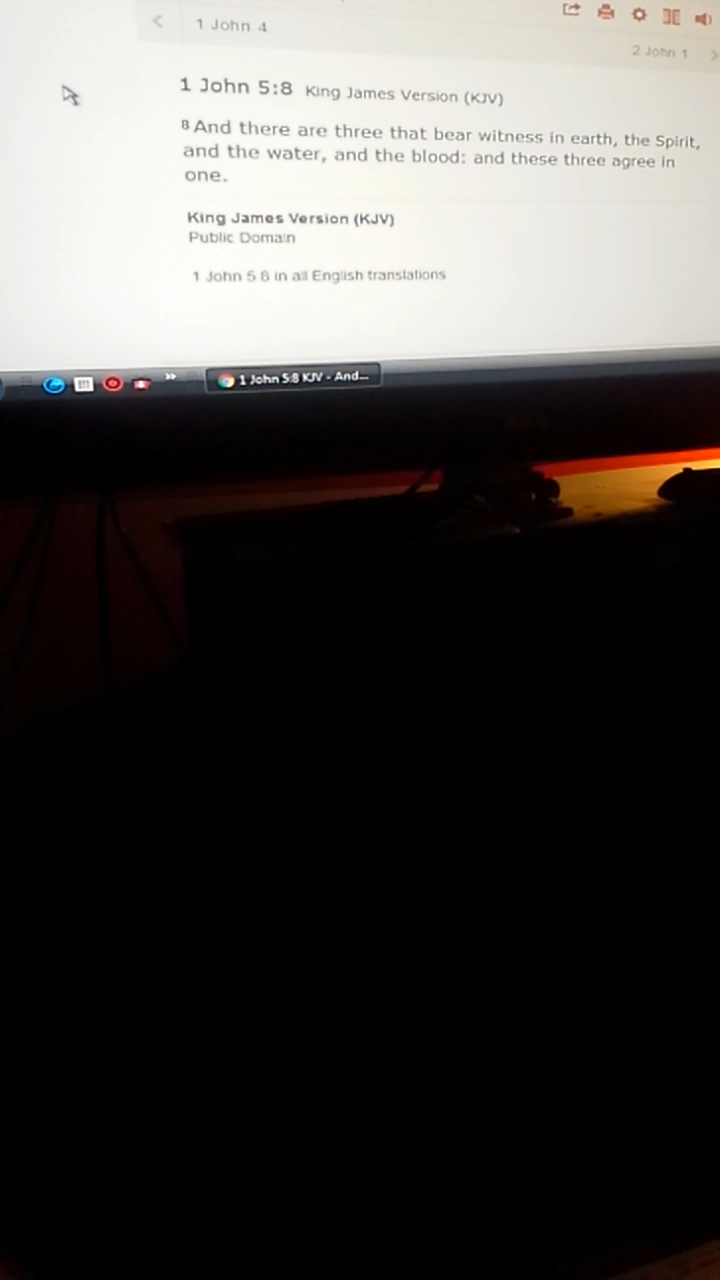 1 John 4
2 John 1
1 John 5:8 King James Version (KJV)
8 And there are three that bear witness in earth, the Spirit,
and the water, and the blood: and these three agree in
one.
King James Version (KJV)
Public Domain
1 John 5 8 in all English translations
1 John 5:8 KJV - And...